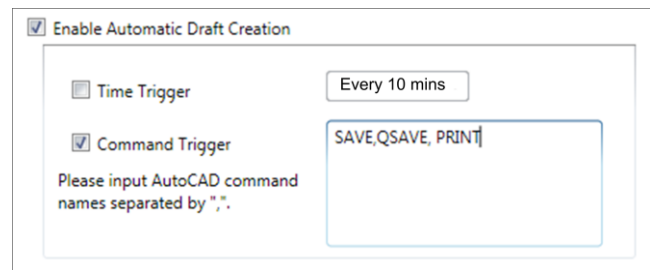 Enable Automatic Draft Creation
Time Trigger
Every 10 mins
Command Trigger
SAVE,QSAVE, PRINT
Please input AutoCAD command
names separated by ",".